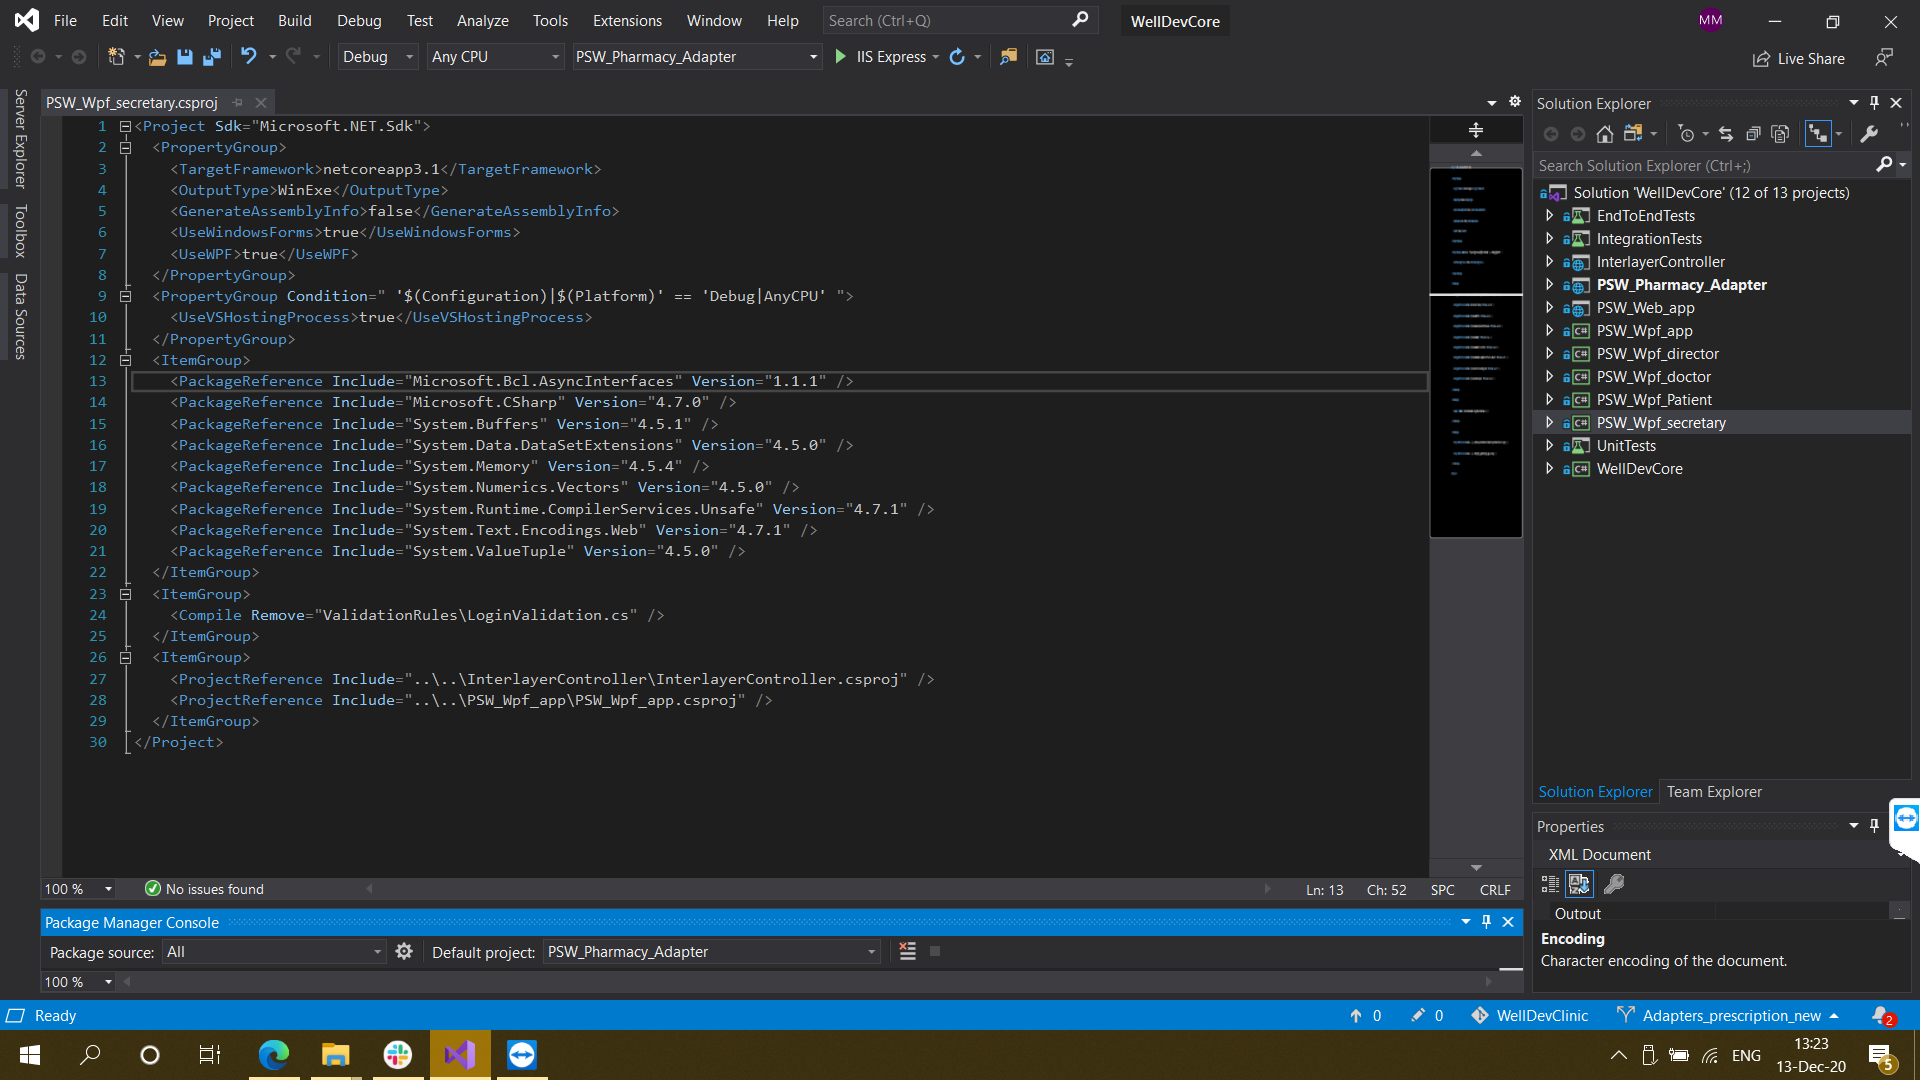 File Edit View Project Build Debug Test Analyze Tools Extensions Window Help Search (Ctrl+Q) WellDevCore MM
Debug Any CPU PSW_Pharmacy_Adapter IIS Express Live Share
Server Explorer
Toolbox
Data Sources
PSW_Wpf_secretary.csproj
1 <Project Sdk="Microsoft.NET.Sdk">
2 <PropertyGroup>
3 <TargetFramework>netcoreapp3.1</TargetFramework>
4 <OutputType>WinExe</OutputType>
5 <GenerateAssemblyInfo>false</GenerateAssemblyInfo>
6 <UseWindowsForms>true</UseWindowsForms>
7 <UseWPF>true</UseWPF>
8 </PropertyGroup>
9 <PropertyGroup Condition=" '$(Configuration)|$(Platform)' == 'Debug|AnyCPU' ">
10 <UseVSHostingProcess>true</UseVSHostingProcess>
11 </PropertyGroup>
12 <ItemGroup>
13 <PackageReference Include="Microsoft.Bcl.AsyncInterfaces" Version="1.1.1" />
14 <PackageReference Include="Microsoft.CSharp" Version="4.7.0" />
15 <PackageReference Include="System.Buffers" Version="4.5.1" />
16 <PackageReference Include="System.Data.DataSetExtensions" Version="4.5.0" />
17 <PackageReference Include="System.Memory" Version="4.5.4" />
18 <PackageReference Include="System.Numerics.Vectors" Version="4.5.0" />
19 <PackageReference Include="System.Runtime.CompilerServices.Unsafe" Version="4.7.1" />
20 <PackageReference Include="System.Text.Encodings.Web" Version="4.7.1" />
21 <PackageReference Include="System.ValueTuple" Version="4.5.0" />
22 </ItemGroup>
23 <ItemGroup>
24 <Compile Remove="ValidationRules\LoginValidation.cs" />
25 </ItemGroup>
26 <ItemGroup>
27 <ProjectReference Include="..\..\InterlayerController\InterlayerController.csproj" />
28 <ProjectReference Include="..\..\PSW_Wpf_app\PSW_Wpf_app.csproj" />
29 </ItemGroup>
30 </Project>
100 % No issues found Ln: 13 Ch: 52 SPC CRLF
Package Manager Console
Package source: All Default project: PSW_Pharmacy_Adapter
100 %
Solution Explorer
Search Solution Explorer (Ctrl+;)
Solution 'WellDevCore' (12 of 13 projects)
EndToEndTests
IntegrationTests
InterlayerController
PSW_Pharmacy_Adapter
PSW_Web_app
PSW_Wpf_app
PSW_Wpf_director
PSW_Wpf_doctor
PSW_Wpf_Patient
PSW_Wpf_secretary
UnitTests
WellDevCore
Solution Explorer Team Explorer
Properties
XML Document
Output
Encoding
Character encoding of the document.
Ready 0 0 WellDevClinic Adapters_prescription_new 2
ENG 13:23
13-Dec-20 5